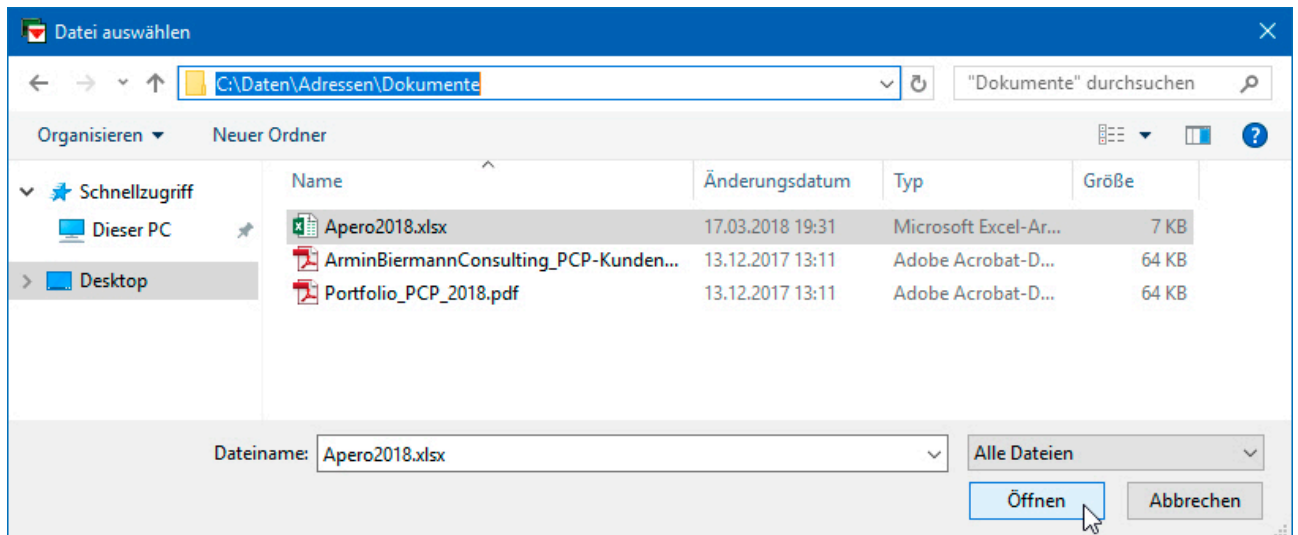 Datei auswählen
C:\Daten\Adressen\Dokumente
"Dokumente" durchsuchen
Organisieren
Neuer Ordner
Name Änderungsdatum Typ Größe
Schnellzugriff
Dieser PC
Desktop
Apero2018.xlsx 17.03.2018 19:31 Microsoft Excel-Ar... 7 KB
ArminBiermannConsulting_PCP-Kunden... 13.12.2017 13:11 Adobe Acrobat-D... 64 KB
Portfolio_PCP_2018.pdf 13.12.2017 13:11 Adobe Acrobat-D... 64 KB
Dateiname: Apero2018.xlsx Alle Dateien
Öffnen Abbrechen